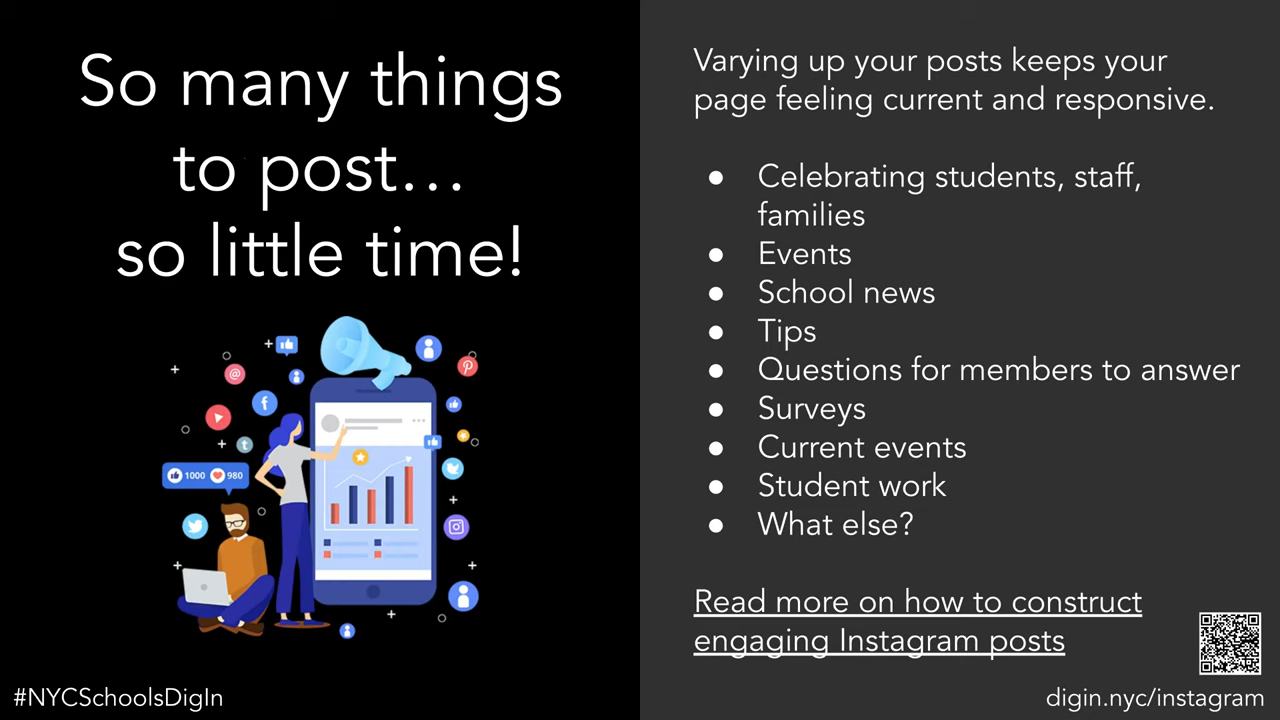 So many things
to post…
so little time!
1000 980
#NYCSchoolsDigIn
Varying up your posts keeps your
page feeling current and responsive.
● Celebrating students, staff,
families
● Events
● School news
● Tips
● Questions for members to answer
● Surveys
● Current events
● Student work
● What else?
Read more on how to construct
engaging Instagram posts
digin.nyc/instagram